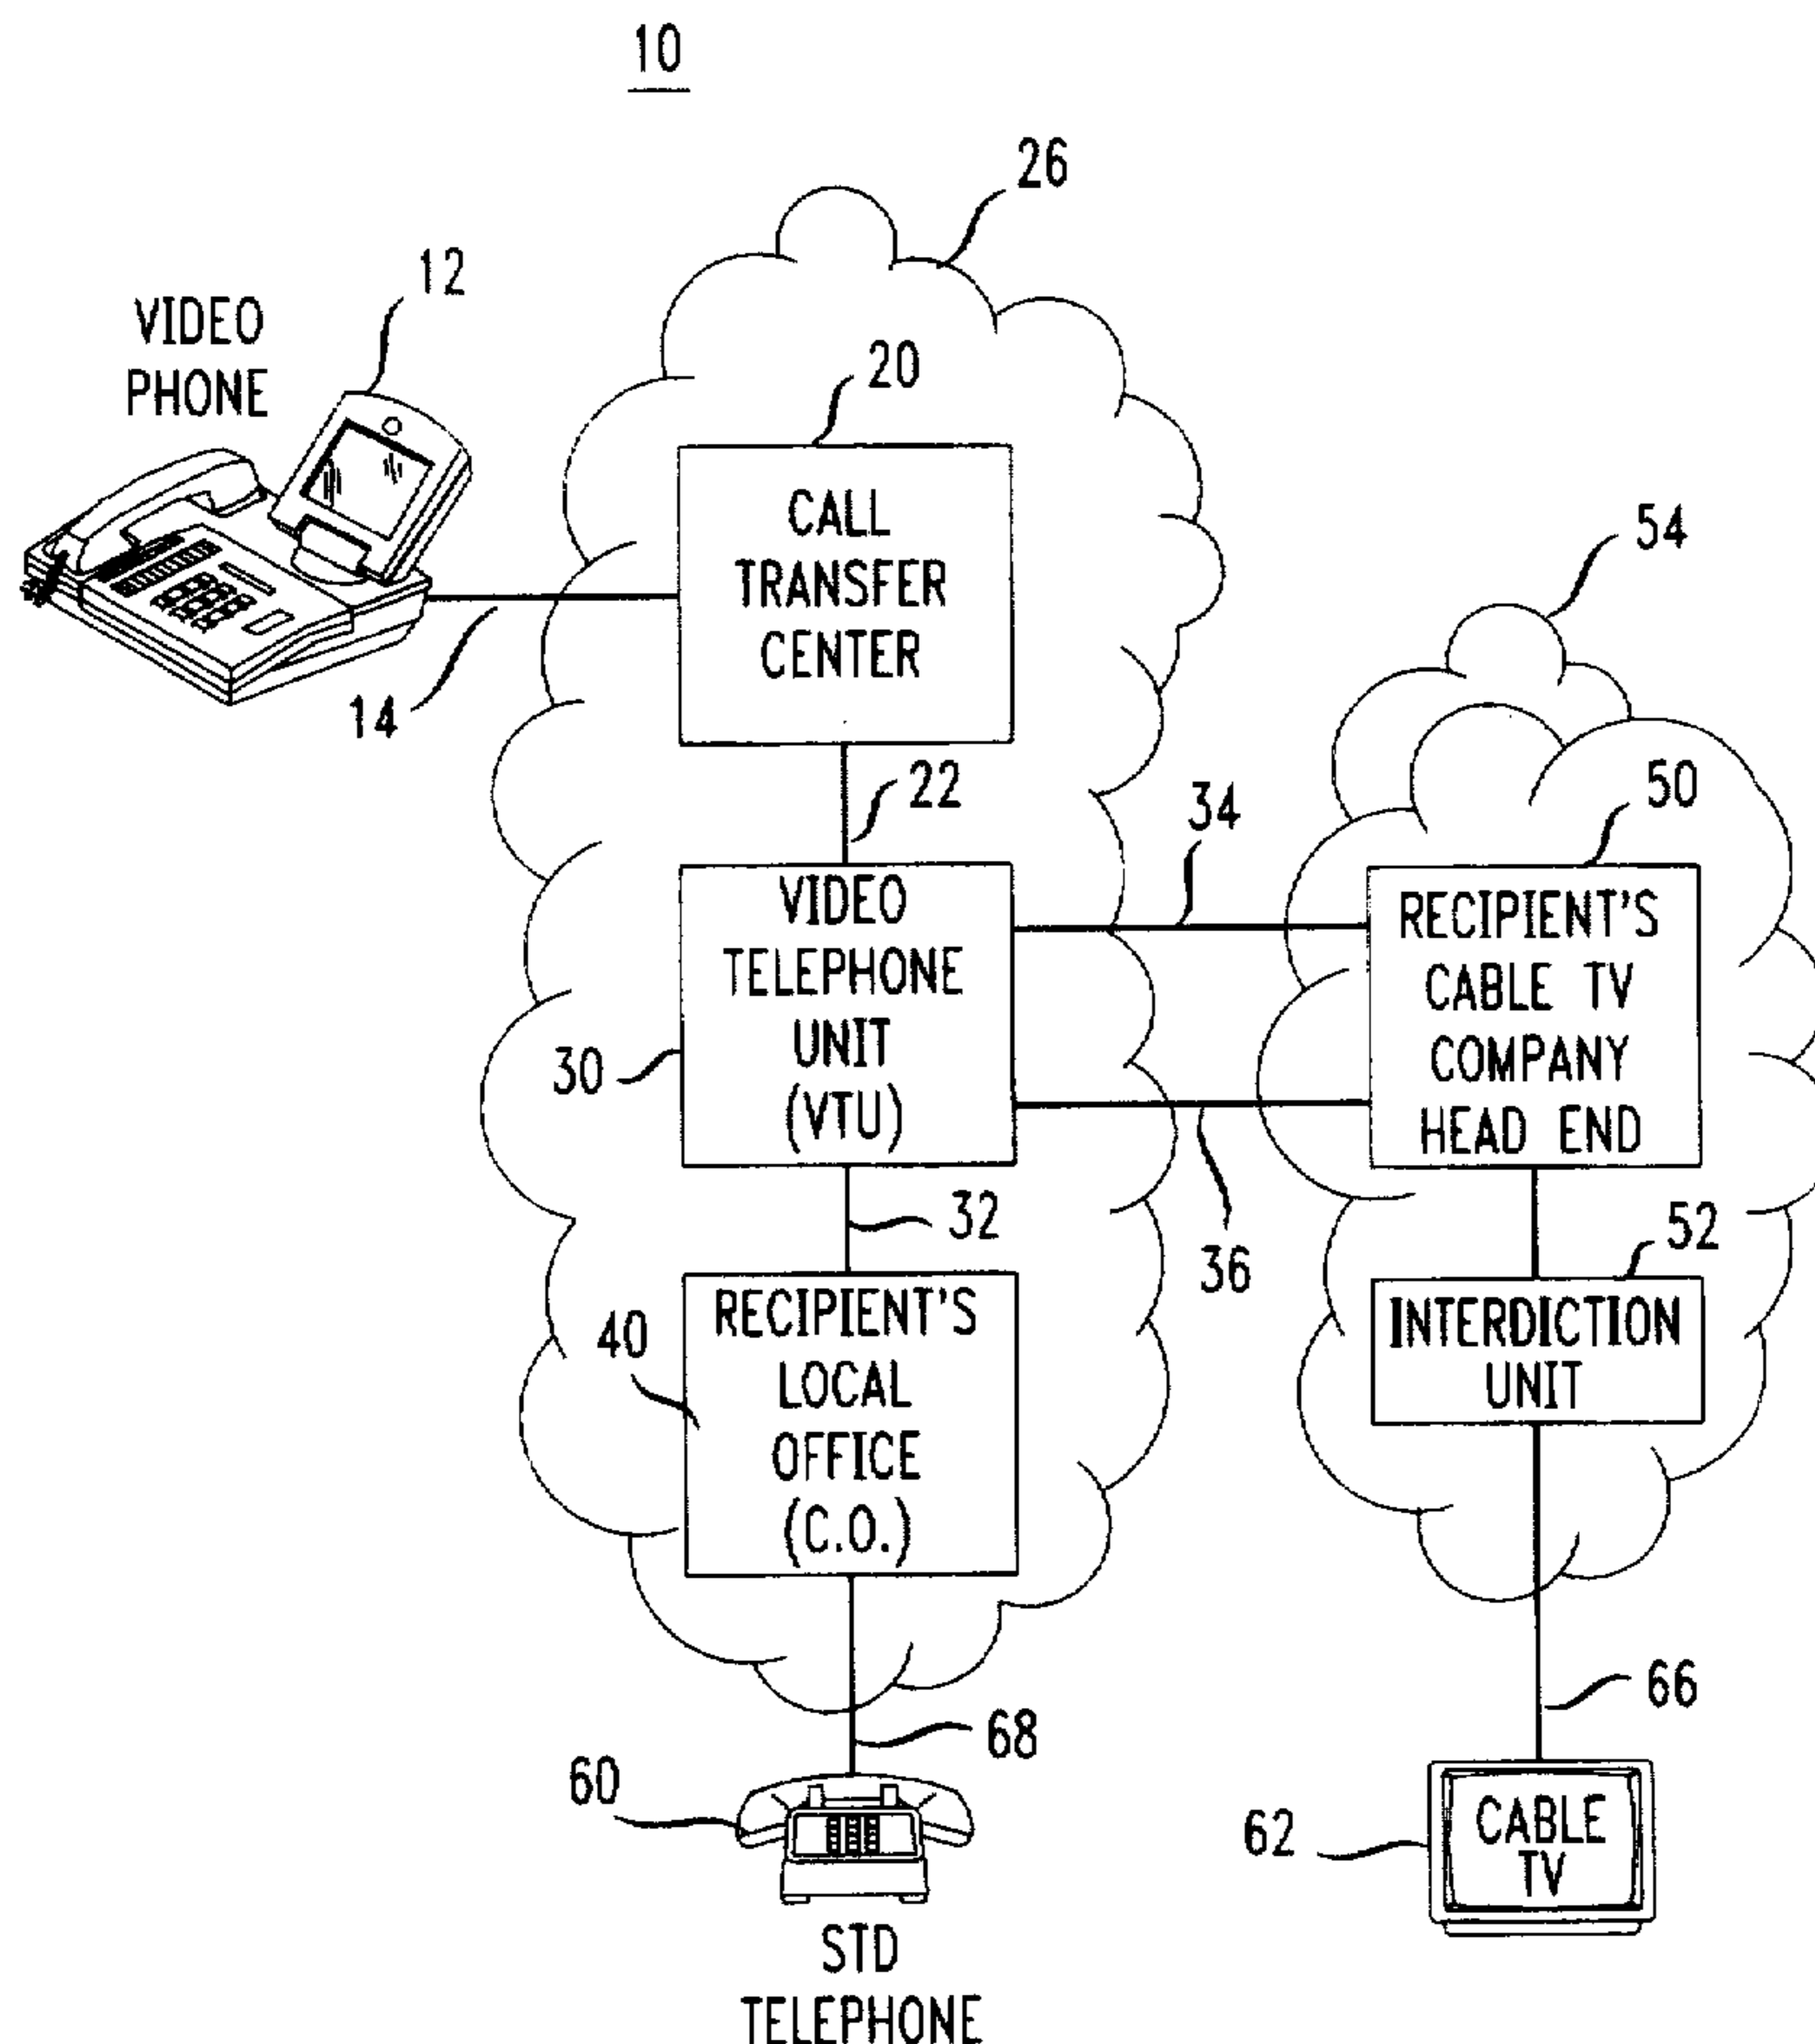 10
26
12
VIDEO
PHONE
20
CALL
TRANSFER
CENTER
14
54
22
34
50
VIDEO
TELEPHONE
UNIT
(VTU)
30
RECIPIENT'S
CABLE TV
COMPANY
HEAD END
32
36
52
RECIPIENT'S
LOCAL
OFFICE
(C.O.)
40
INTERDICTION
UNIT
68
66
60
62
CABLE
TV
STD
TELEPHONE